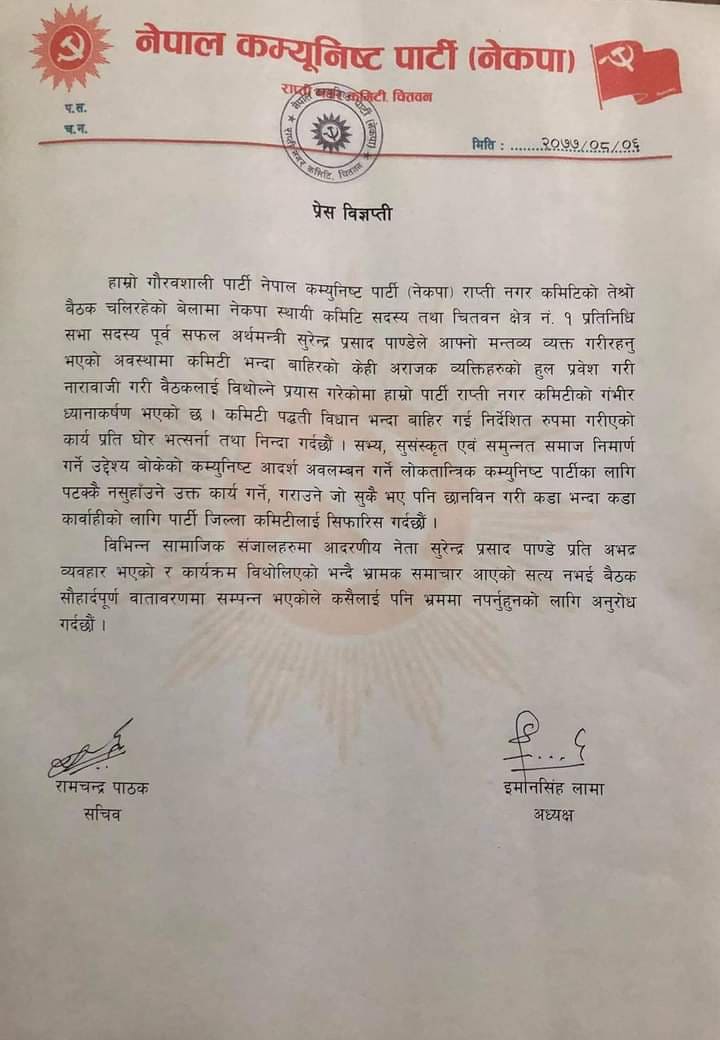 नेपाल कम्यूनिष्ट पार्टी (नेकपा)
राप्ती नगर कमिटी, चितवन
प.स.
च.न.
मिति : ......२०७७/०८/०६
नेपाल कम्यूनिष्ट पार्टी (नेकपा)
राप्ती नगर कमिटि, चितवन
प्रेस विज्ञप्ती
हाम्रो गौरवशाली पार्टी नेपाल कम्युनिष्ट पार्टी (नेकपा) राप्ती नगर कमिटिको तेश्रो
बैठक चलिरहेको बेलामा नेकपा स्थायी कमिटि सदस्य तथा चितवन क्षेत्र नं. १ प्रतिनिधि
सभा सदस्य पूर्व सफल अर्थमन्त्री सुरेन्द्र प्रसाद पाण्डेले आफ्नो मन्तव्य व्यक्त गरीरहनु
भएको अवस्थामा कमिटी भन्दा बाहिरको केही अराजक व्यक्तिहरुको हुल प्रवेश गरी
नारावाजी गरी वैठकलाई विथोल्ने प्रयास गरेकोमा हाम्रो पार्टी राप्ती नगर कमिटीको गंभीर
ध्यानाकर्षण भएको छ । कमिटी पद्धती विधान भन्दा बाहिर गई निर्देशित रुपमा गरीएको
कार्य प्रति घोर भर्त्सना तथा निन्दा गर्दछौं । सभ्य, सुसंस्कृत एवं समुन्नत समाज निमार्ण
गर्ने उद्देश्य बोकेको कम्युनिष्ट आदर्श अवलम्बन गर्ने लोकतान्त्रिक कम्युनिष्ट पार्टीका लागि
पटक्कै नसुहाँउने उक्त कार्य गर्ने, गराउने जो सुकै भए पनि छानविन गरी कडा भन्दा कडा
कार्वाहीको लागि पार्टी जिल्ला कमिटीलाई सिफारिस गर्दछौं ।
विभिन्न सामाजिक संजालहरुमा आदरणीय नेता सुरेन्द्र प्रसाद पाण्डे प्रति अभद्र
व्यवहार भएको र कार्यक्रम विथोलिएको भन्दै भ्रामक समाचार आएको सत्य नभई बैठक
सौहार्दपूर्ण वातावरणमा सम्पन्न भएकोले कसैलाई पनि भ्रममा नपर्नुहुनको लागि अनुरोध
गर्दछौं ।
रामचन्द्र पाठक
सचिव
इमानसिंह लामा
अध्यक्ष